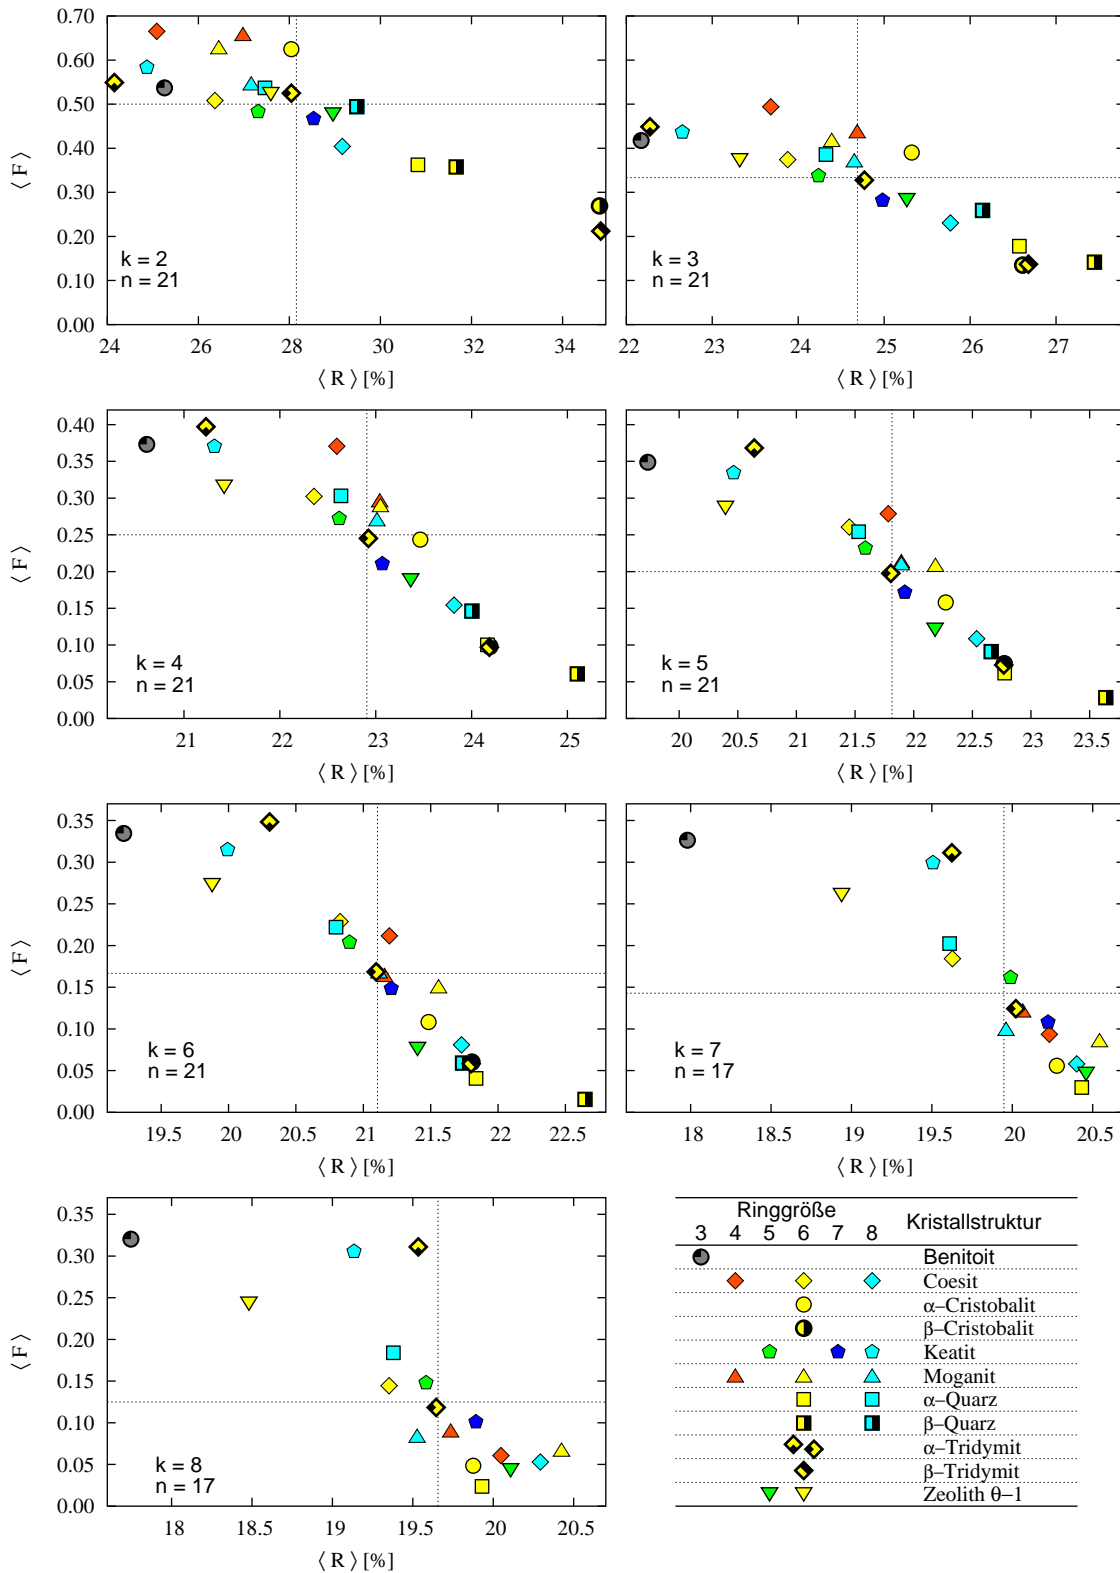 0.70
0.60
0.50
0.40
0.30
0.20
0.10
0.00
⟨ F ⟩
k = 2
n = 21
24 26 28 30 32 34
⟨ R ⟩ [%]
k = 3
n = 21
22 23 24 25 26 27
⟨ R ⟩ [%]
0.40
0.35
0.30
0.25
0.20
0.15
0.10
0.05
0.00
⟨ F ⟩
k = 4
n = 21
21 22 23 24 25
⟨ R ⟩ [%]
k = 5
n = 21
20 20.5 21 21.5 22 22.5 23 23.5
⟨ R ⟩ [%]
0.35
0.30
0.25
0.20
0.15
0.10
0.05
0.00
⟨ F ⟩
k = 6
n = 21
19.5 20 20.5 21 21.5 22 22.5
⟨ R ⟩ [%]
k = 7
n = 17
18 18.5 19 19.5 20 20.5
⟨ R ⟩ [%]
0.35
0.30
0.25
0.20
0.15
0.10
0.05
0.00
⟨ F ⟩
k = 8
n = 17
18 18.5 19 19.5 20 20.5
⟨ R ⟩ [%]
Ringgröße
3 4 5 6 7 8 Kristallstruktur
Benitoit
Coesit
α–Cristobalit
β–Cristobalit
Keatit
Moganit
α–Quarz
β–Quarz
α–Tridymit
β–Tridymit
Zeolith θ–1